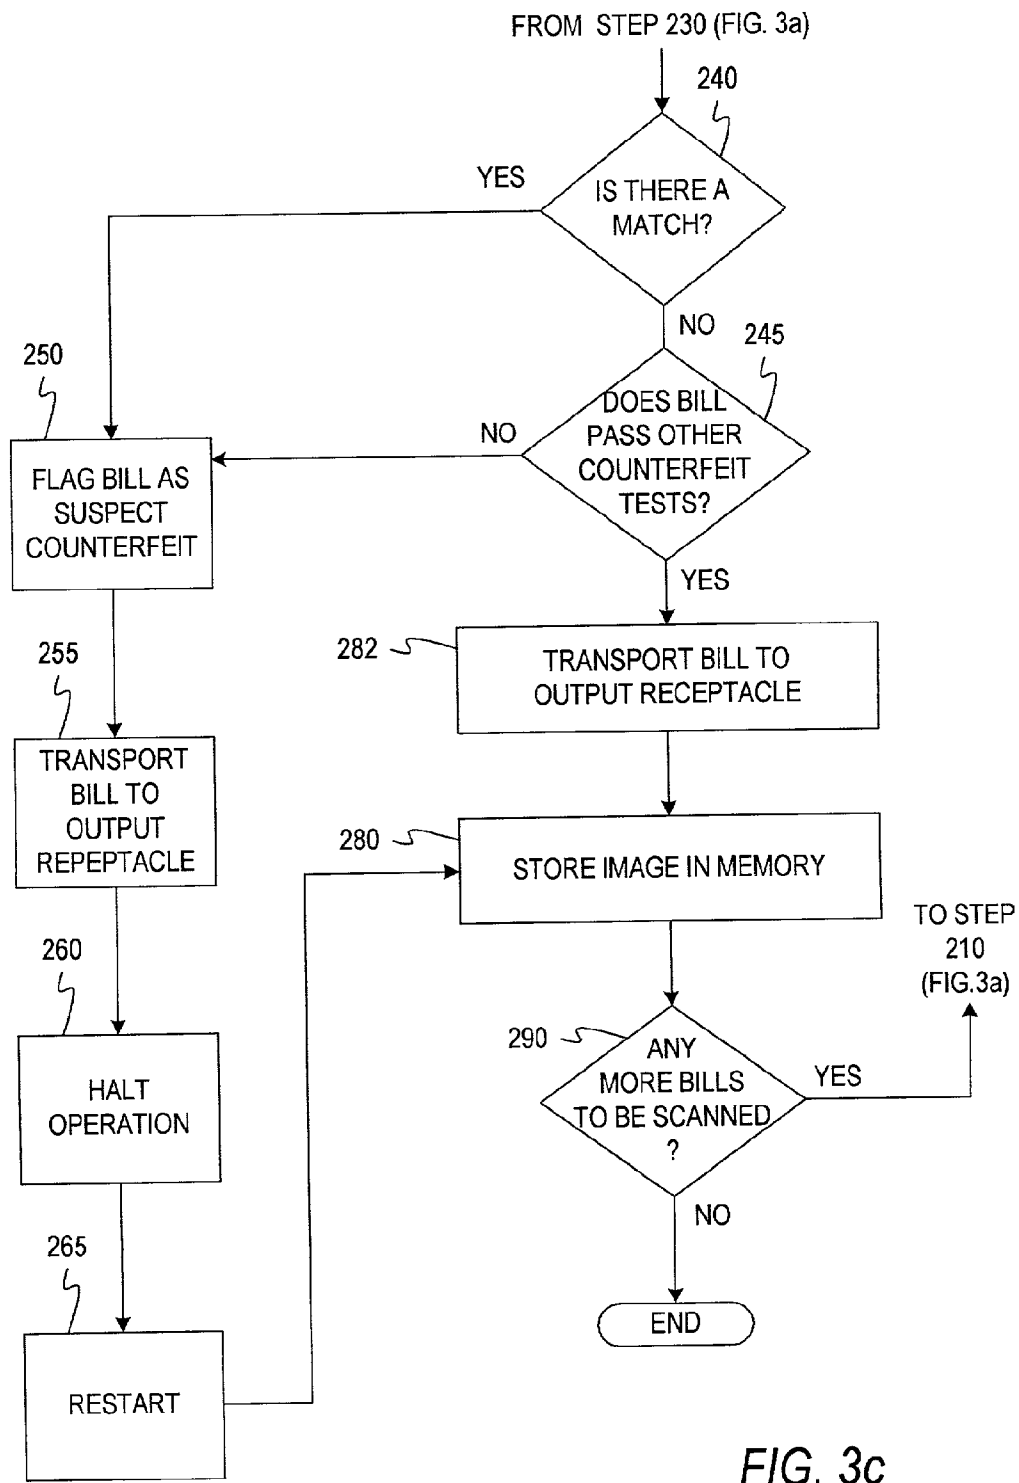 FROM STEP 230 (FIG. 3a)
240
YES
IS THERE A
MATCH?
NO
245
250
DOES BILL
PASS OTHER
COUNTERFEIT
TESTS?
NO
FLAG BILL AS
SUSPECT
COUNTERFEIT
YES
255
282
TRANSPORT BILL TO
OUTPUT RECEPTACLE
TRANSPORT
BILL TO
OUTPUT
REPEPTACLE
280
STORE IMAGE IN MEMORY
TO STEP
210
(FIG.3a)
260
290
ANY
MORE BILLS
TO BE SCANNED
?
YES
HALT
OPERATION
NO
265
END
RESTART
FIG. 3c